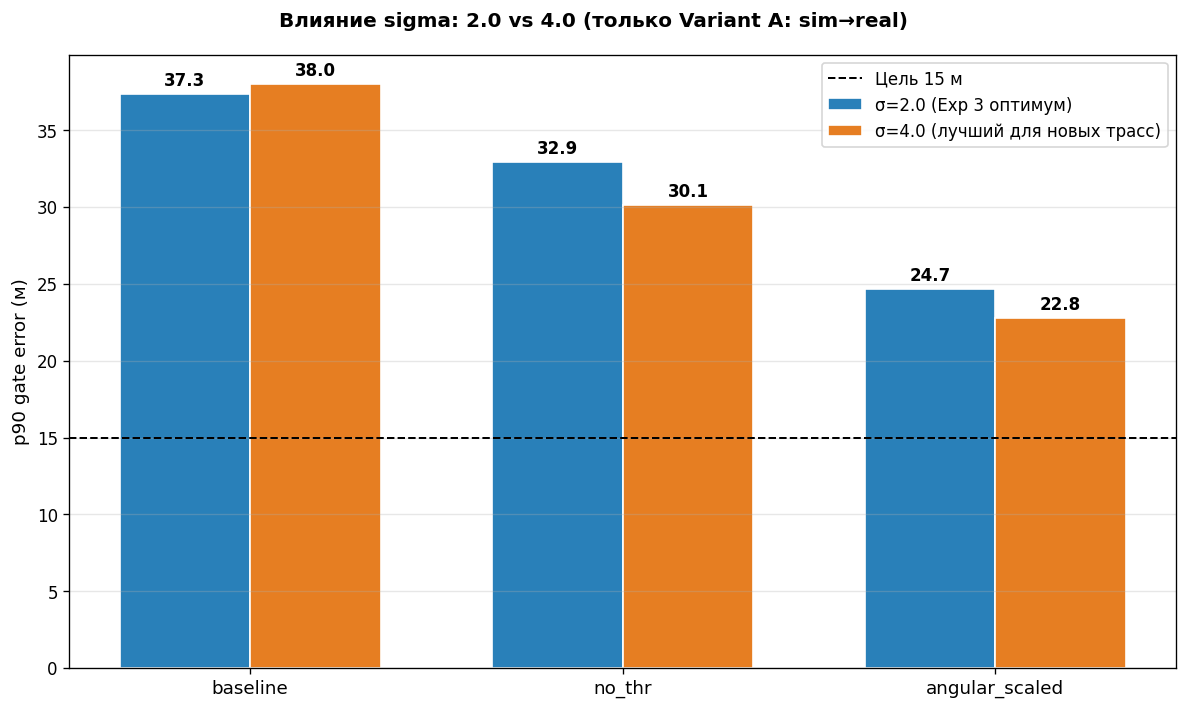 Влияние sigma: 2.0 vs 4.0 (только Variant A: sim→real)
Цель 15 м
σ=2.0 (Exp 3 оптимум)
σ=4.0 (лучший для новых трасс)
37.3
38.0
32.9
30.1
24.7
22.8
p90 gate error (м)
35
30
25
20
15
10
5
0
baseline
no_thr
angular_scaled